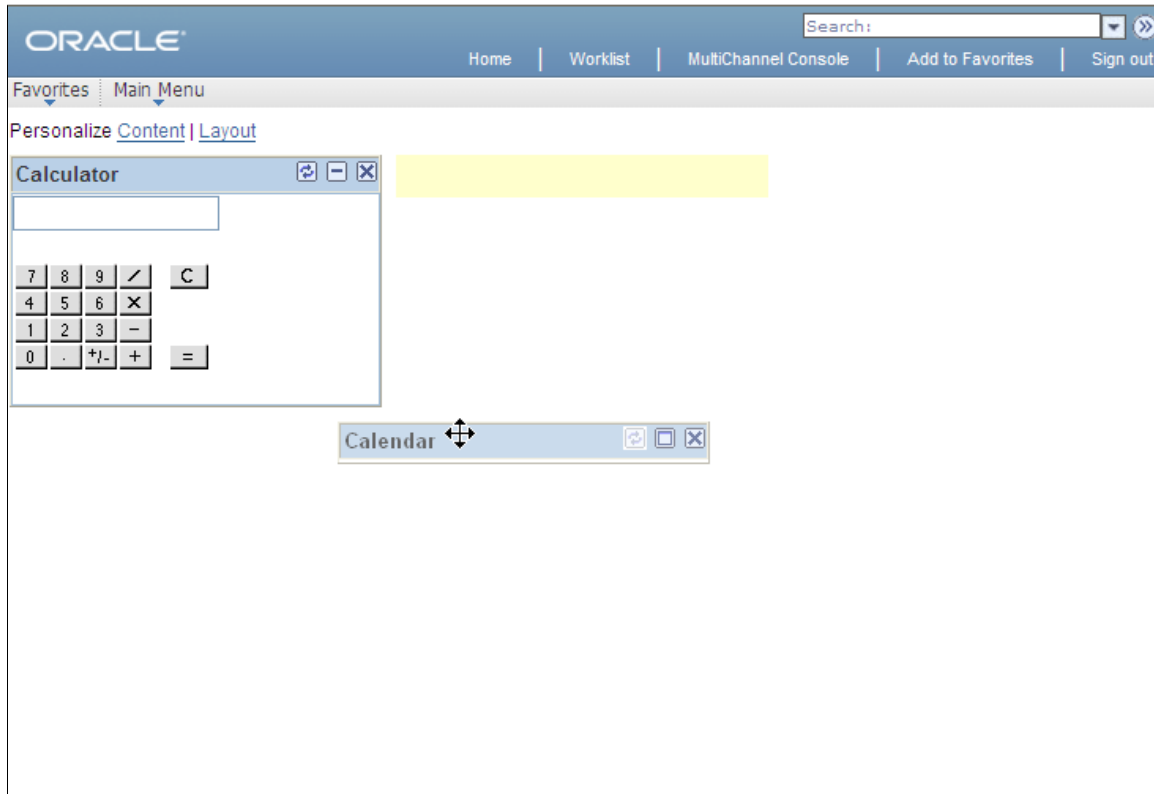 ORACLE
Search:
Home | Worklist | MultiChannel Console | Add to Favorites | Sign out
Favorites Main Menu
Personalize Content | Layout
Calculator
7 8 9 / C
4 5 6 X
1 2 3 -
0 . +/- + =
Calendar